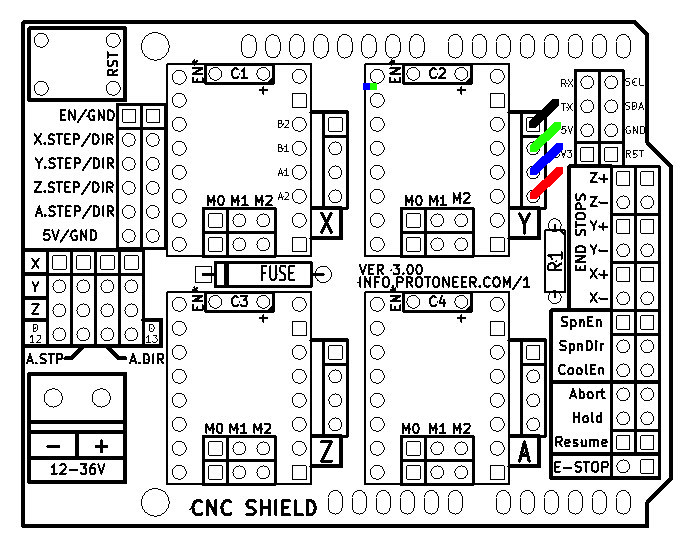 RST
EN*
C1
+
EN*
C2
+
RX
SCL
TX
SDA
5V
GND
3V3
RST
EN/GND
X.STEP/DIR
Y.STEP/DIR
Z.STEP/DIR
A.STEP/DIR
5V/GND
B2
B1
A1
A2
M0 M1 M2
X
M0 M1 M2
Y
Z+
Z-
Y+
Y-
X+
X-
END STOPS
R1
X
Y
Z
D
12
D
13
A.STP
A.DIR
FUSE
VER 3.00
INFO.PROTONEER.COM/1
EN*
C3
+
EN*
C4
+
SpnEn
SpnDir
CoolEn
Abort
Hold
Resume
E-STOP
M0 M1 M2
Z
M0 M1 M2
A
- +
12-36V
CNC SHIELD